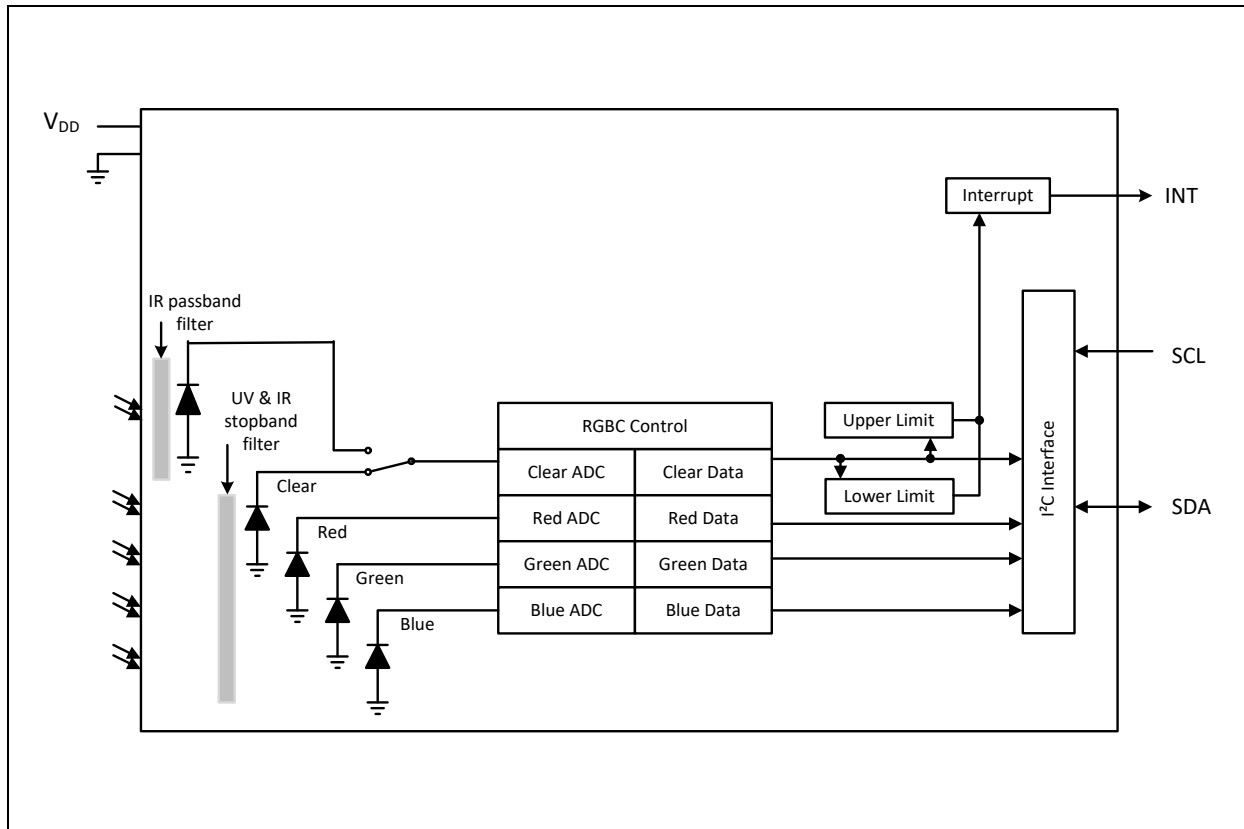 V_DD
Interrupt
INT
IR passband
filter
UV & IR
stopband
filter
RGBC Control
Upper Limit
SCL
Clear
Clear ADC
Clear Data
Lower Limit
I²C Interface
Red
Red ADC
Red Data
SDA
Green
Green ADC
Green Data
Blue
Blue ADC
Blue Data